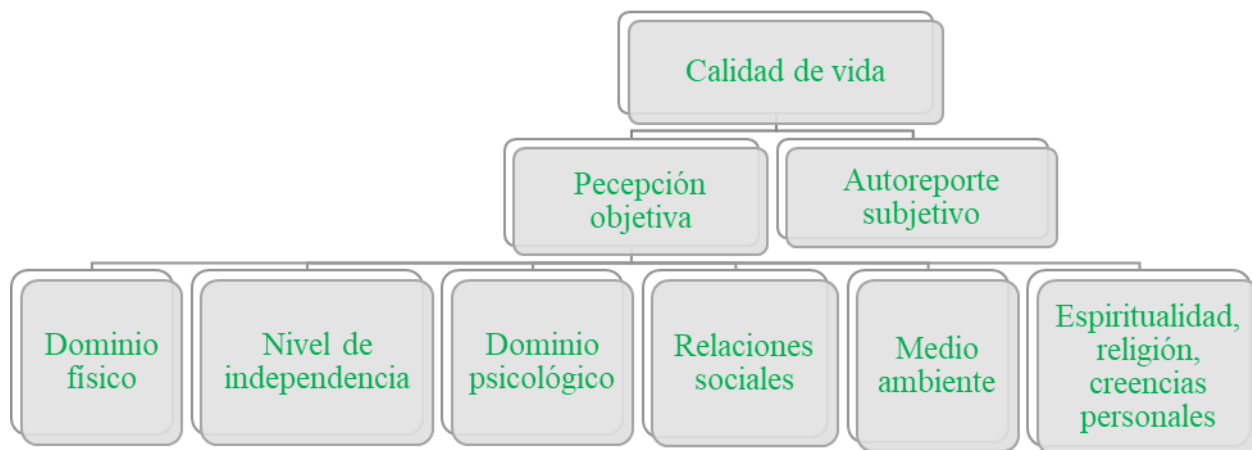 Calidad de vida
Pecepción
objetiva
Autoreporte
subjetivo
Dominio
físico
Nivel de
independencia
Dominio
psicológico
Relaciones
sociales
Medio
ambiente
Espiritualidad,
religión,
creencias
personales